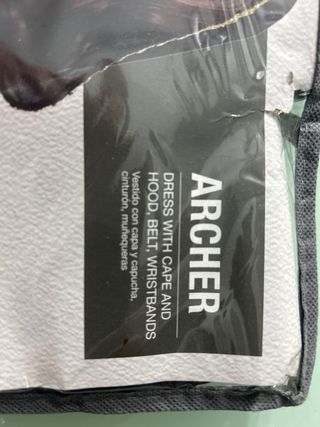 ARCHER
DRESS WITH CAPE AND
HOOD, BELT, WRISTBANDS
Vestido con capa y capucha,
cinturón, muñequeras